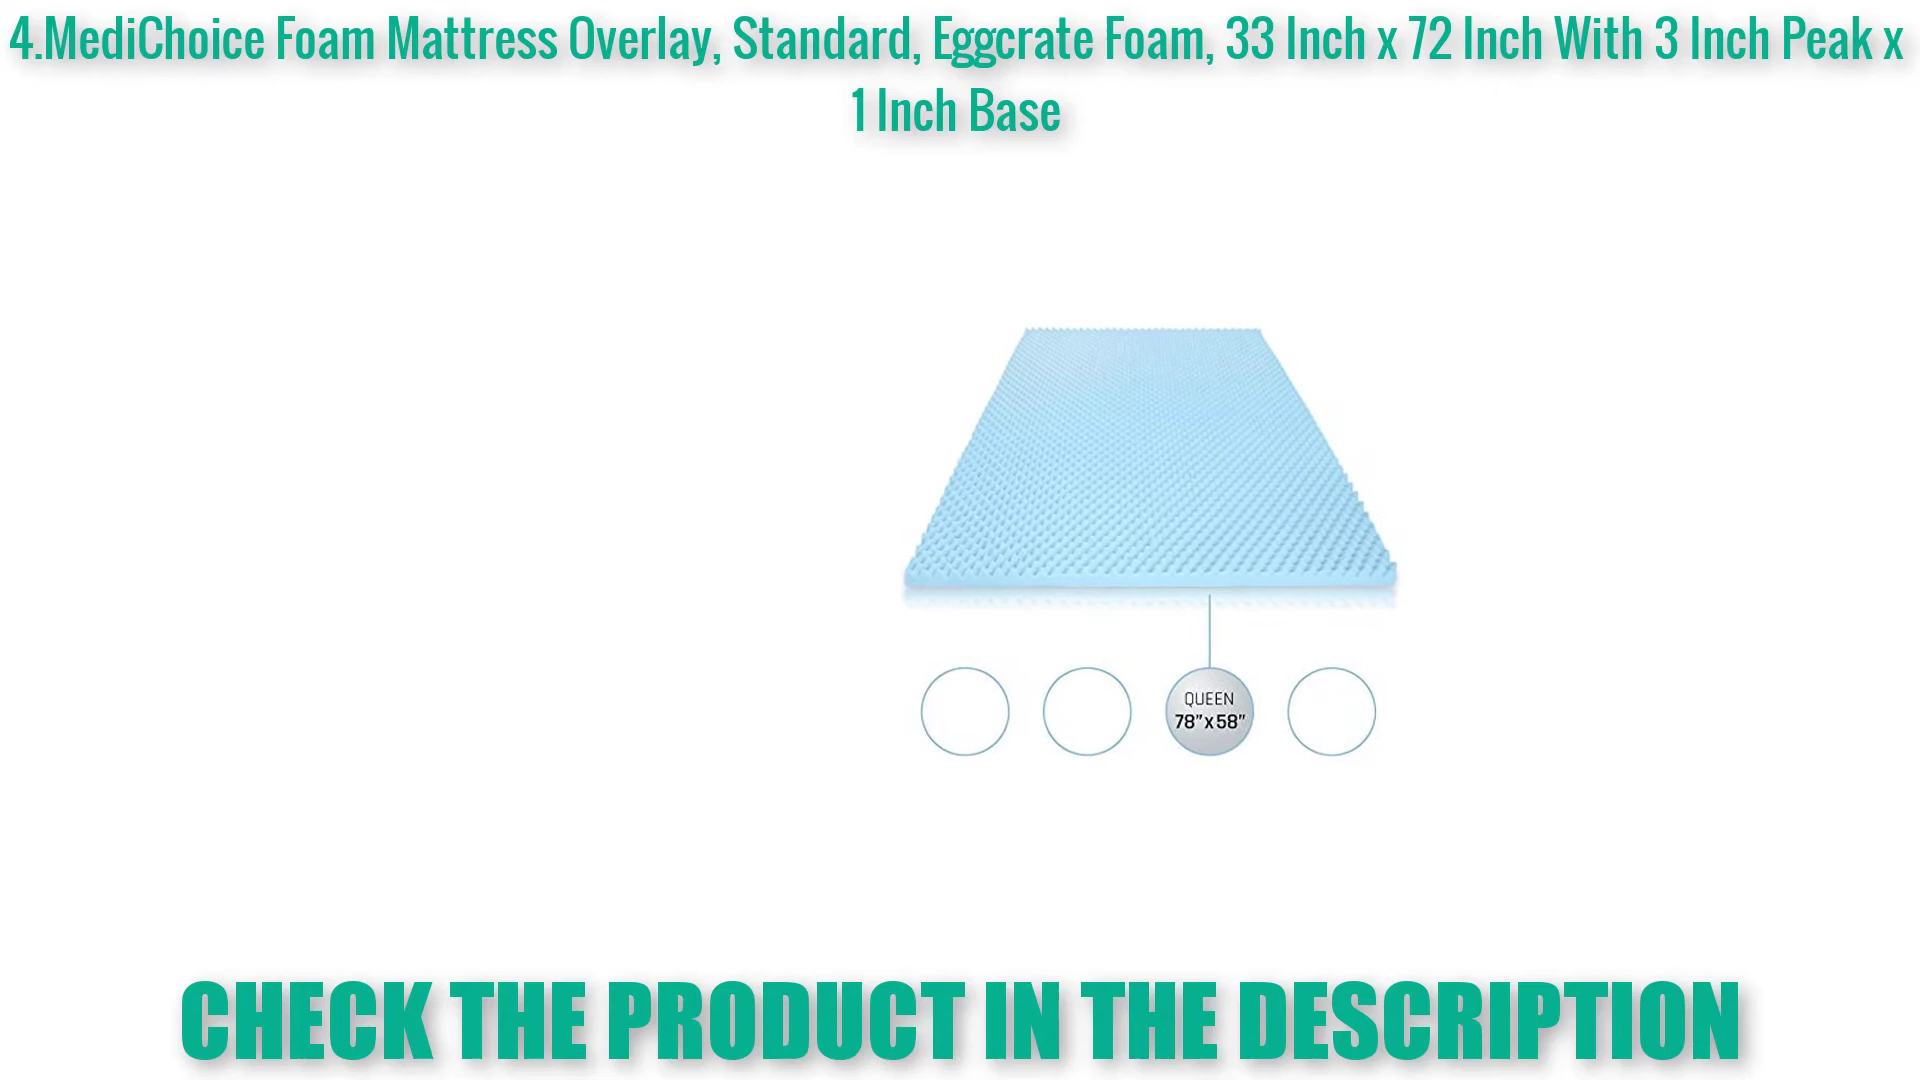 4.MediChoice Foam Mattress Overlay, Standard, Eggcrate Foam, 33 Inch x 72 Inch With 3 Inch Peak x
1 Inch Base
QUEEN
78"x58"
CHECK THE PRODUCT IN THE DESCRIPTION